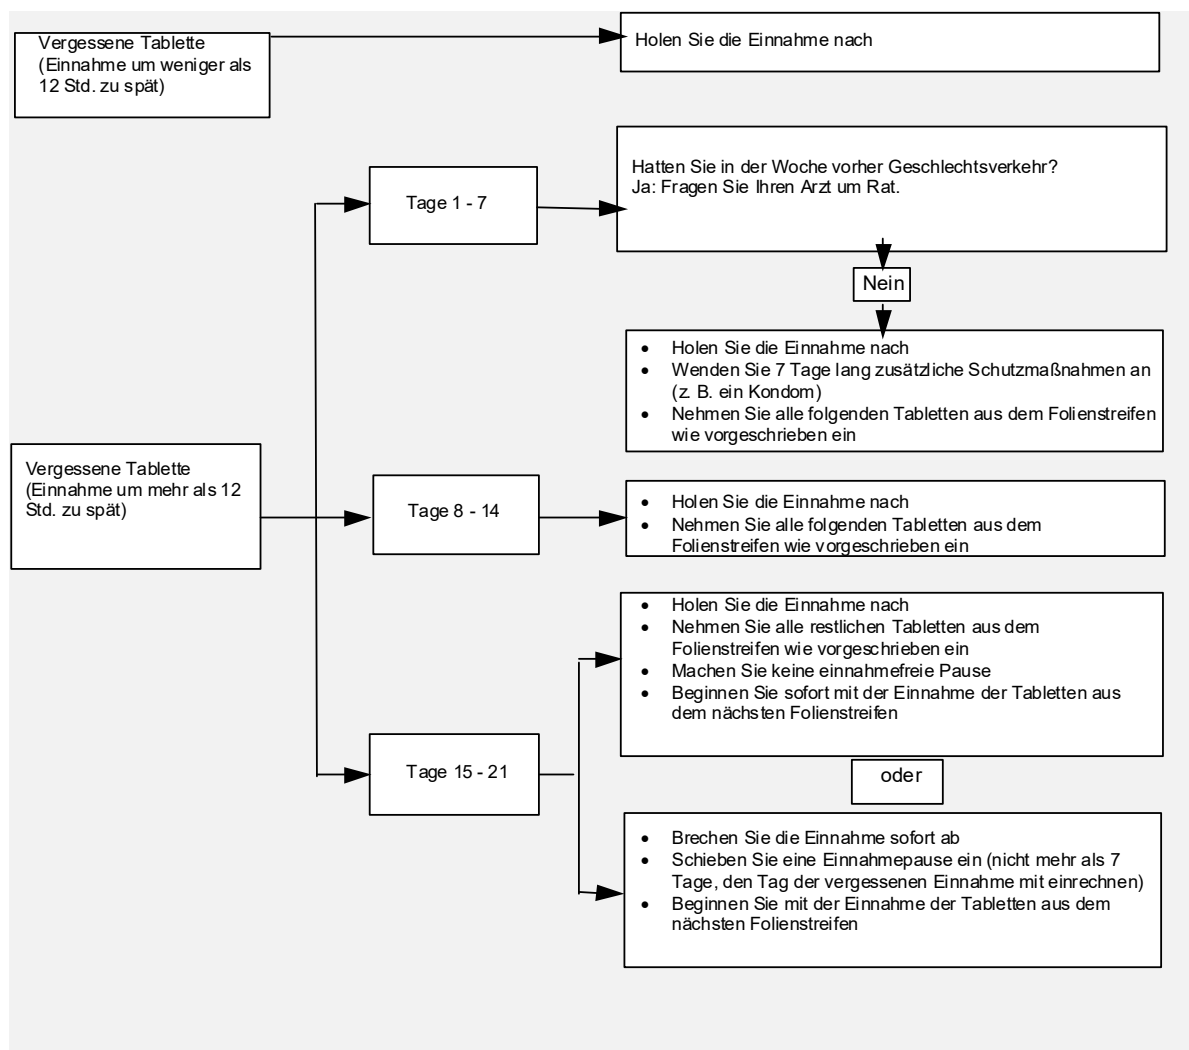 Vergessene Tablette
(Einnahme um weniger als
12 Std. zu spät)
Holen Sie die Einnahme nach
Hatten Sie in der Woche vorher Geschlechtsverkehr?
Ja: Fragen Sie Ihren Arzt um Rat.
Tage 1 - 7
Nein
• Holen Sie die Einnahme nach
• Wenden Sie 7 Tage lang zusätzliche Schutzmaßnahmen an
(z. B. ein Kondom)
• Nehmen Sie alle folgenden Tabletten aus dem Folienstreifen
wie vorgeschrieben ein
Vergessene Tablette
(Einnahme um mehr als 12
Std. zu spät)
Tage 8 - 14
• Holen Sie die Einnahme nach
• Nehmen Sie alle folgenden Tabletten aus dem
Folienstreifen wie vorgeschrieben ein
• Holen Sie die Einnahme nach
• Nehmen Sie alle restlichen Tabletten aus dem
Folienstreifen wie vorgeschrieben ein
• Machen Sie keine einnahmefreie Pause
• Beginnen Sie sofort mit der Einnahme der Tabletten aus
dem nächsten Folienstreifen
Tage 15 - 21
oder
• Brechen Sie die Einnahme sofort ab
• Schieben Sie eine Einnahmepause ein (nicht mehr als 7
Tage, den Tag der vergessenen Einnahme mit einrechnen)
• Beginnen Sie mit der Einnahme der Tabletten aus dem
nächsten Folienstreifen